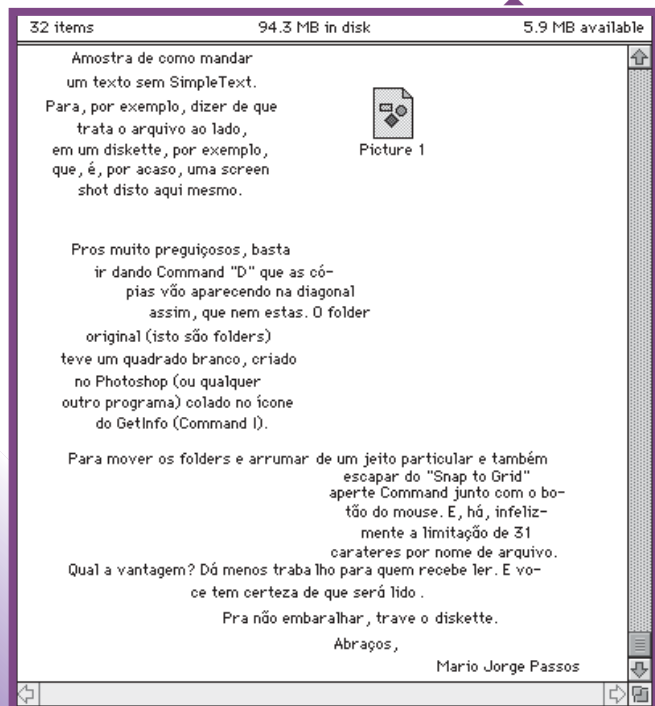 32 items 94.3 MB in disk 5.9 MB available
Amostra de como mandar
um texto sem SimpleText.
Para, por exemplo, dizer de que
trata o arquivo ao lado,
em um diskette, por exemplo,
que, é, por acaso, uma screen
shot disto aqui mesmo.
Picture 1
Pros muito preguiçosos, basta
ir dando Command "D" que as có-
pias vão aparecendo na diagonal
assim, que nem estas. O folder
original (isto são folders)
teve um quadrado branco, criado
no Photoshop (ou qualquer
outro programa) colado no ícone
do GetInfo (Command I).
Para mover os folders e arrumar de um jeito particular e também
escapar do "Snap to Grid"
aperte Command junto com o bo-
tão do mouse. E, há, infeliz-
mente a limitação de 31
carateres por nome de arquivo.
Qual a vantagem? Dá menos traba lho para quem recebe ler. E vo-
ce tem certeza de que será lido .
Pra não embaralhar, trave o diskette.
Abraços,
Mario Jorge Passos